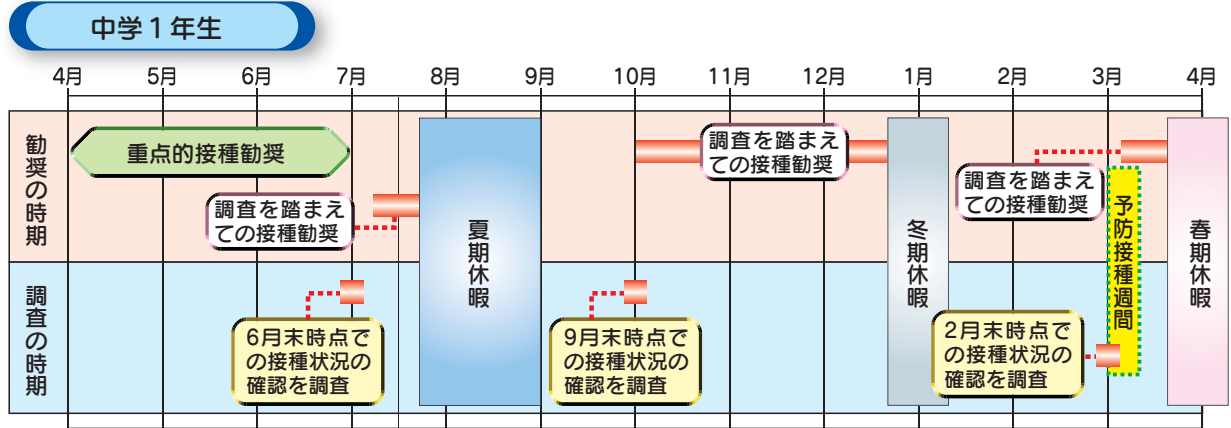 中学1年生
4月 5月 6月 7月 8月 9月 10月 11月 12月 1月 2月 3月 4月
勧奨の時期
重点的接種勧奨
調査を踏まえ
ての接種勧奨
調査を踏まえ
ての接種勧奨
調査を踏まえ
ての接種勧奨
夏期休暇
冬期休暇
予防接種週間
春期休暇
調査の時期
6月末時点で
の接種状況の
確認を調査
9月末時点で
の接種状況の
確認を調査
2月末時点で
の接種状況の
確認を調査